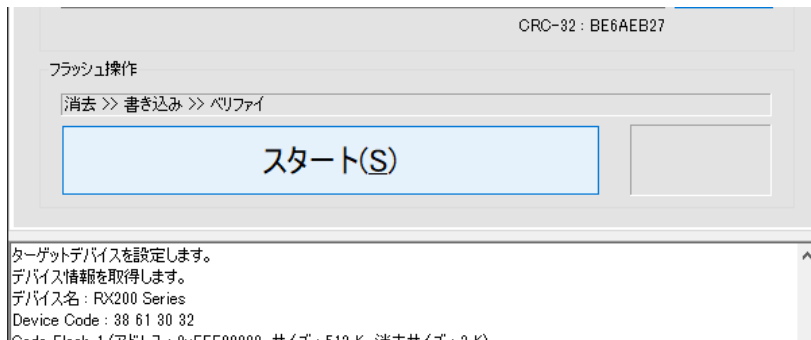 CRC-32 : BE6AEB27
フラッシュ操作
消去 >> 書き込み >> ベリファイ
スタート(S)
ターゲットデバイスを設定します。
デバイス情報を取得します。
デバイス名 : RX200 Series
Device Code : 38 61 30 32